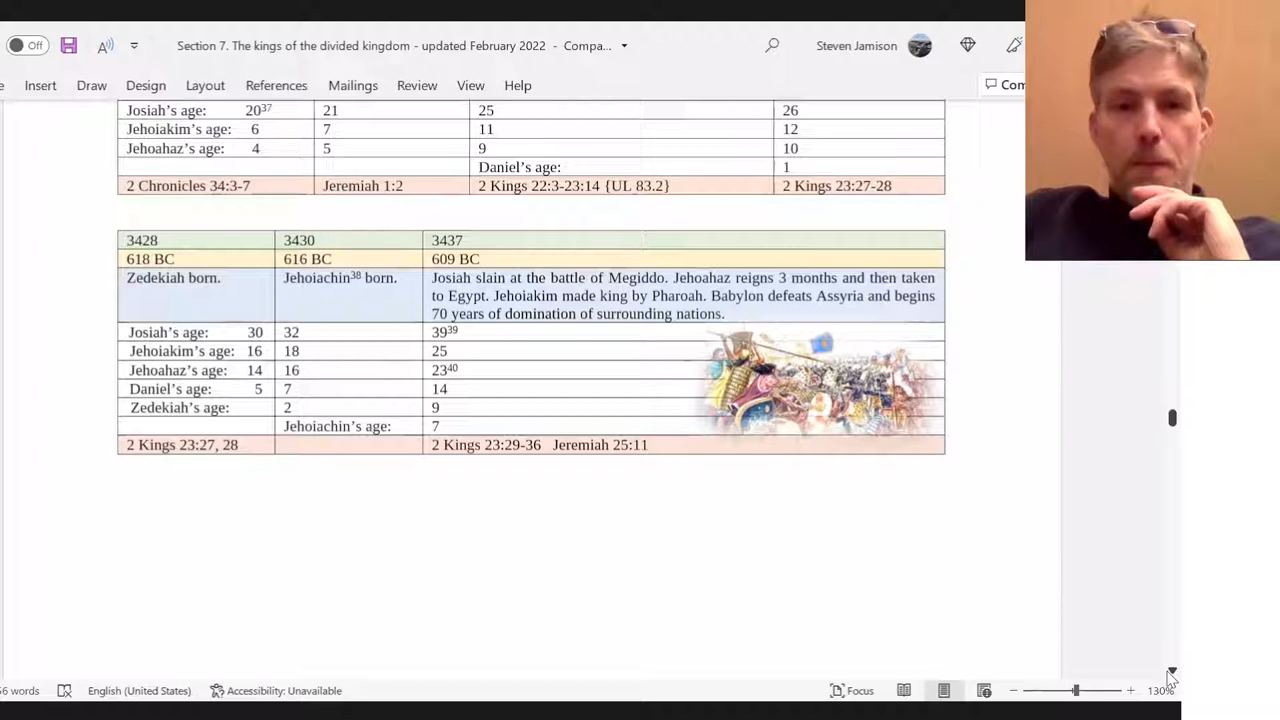 Off
Section 7. The kings of the divided kingdom - updated February 2022 - Compa...
Steven Jamison
Insert Draw Design Layout References Mailings Review View Help
Josiah's age: 20³⁷ 21 25 26
Jehoiakim's age: 6 7 11 12
Jehoahaz's age: 4 5 9 10
Daniel's age: 1
2 Chronicles 34:3-7 Jeremiah 1:2 2 Kings 22:3-23:14 {UL 83.2} 2 Kings 23:27-28
3428 3430 3437
618 BC 616 BC 609 BC
Zedekiah born. Jehoiachin³⁸ born. Josiah slain at the battle of Megiddo. Jehoahaz reigns 3 months and then taken
to Egypt. Jehoiakim made king by Pharoah. Babylon defeats Assyria and begins
70 years of domination of surrounding nations.
Josiah's age: 30 32 39³⁹
Jehoiakim's age: 16 18 25
Jehoahaz's age: 14 16 23⁴⁰
Daniel's age: 5 7 14
Zedekiah's age: 2 9
Jehoiachin's age: 7
2 Kings 23:27, 28 2 Kings 23:29-36 Jeremiah 25:11
words English (United States) Accessibility: Unavailable Focus 130%